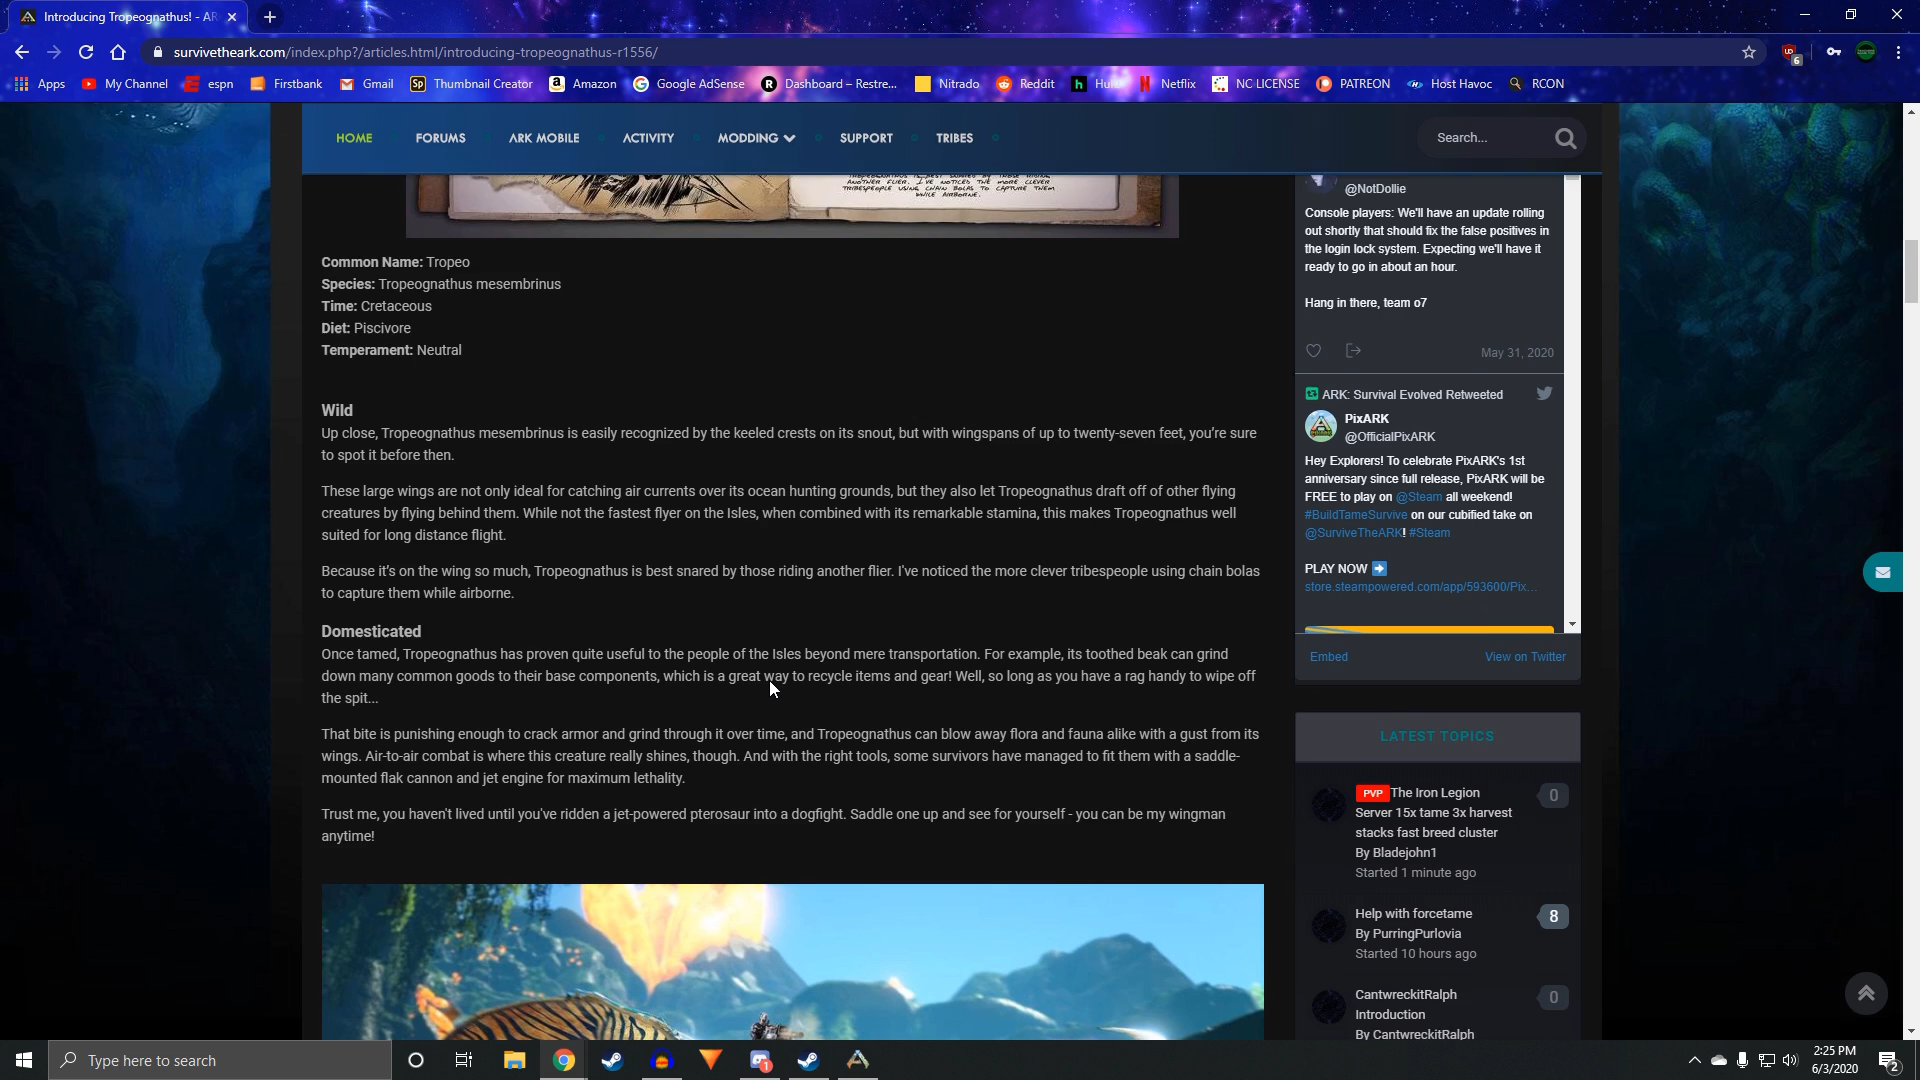 Introducing Tropeognathus! - AR
survivetheark.com/index.php?/articles.html/introducing-tropeognathus-r1556/
6
Apps My Channel espn Firstbank Gmail Sp Thumbnail Creator Amazon Google AdSense Dashboard – Restre... Nitrado Reddit Netflix NC LICENSE PATREON Host Havoc RCON
HOME FORUMS ARK MOBILE ACTIVITY MODDING SUPPORT TRIBES Search...
ANOTHER FLIER. I'VE NOTICED THE MORE CLEVER
TRIBESPEOPLE USING CHAIN BOLAS TO CAPTURE THEM
WHILE AIRBORNE.
Common Name: Tropeo
Species: Tropeognathus mesembrinus
Time: Cretaceous
Diet: Piscivore
Temperament: Neutral
Wild
Up close, Tropeognathus mesembrinus is easily recognized by the keeled crests on its snout, but with wingspans of up to twenty-seven feet, you’re sure
to spot it before then.
These large wings are not only ideal for catching air currents over its ocean hunting grounds, but they also let Tropeognathus draft off of other flying
creatures by flying behind them. While not the fastest flyer on the Isles, when combined with its remarkable stamina, this makes Tropeognathus well
suited for long distance flight.
Because it’s on the wing so much, Tropeognathus is best snared by those riding another flier. I've noticed the more clever tribespeople using chain bolas
to capture them while airborne.
Domesticated
Once tamed, Tropeognathus has proven quite useful to the people of the Isles beyond mere transportation. For example, its toothed beak can grind
down many common goods to their base components, which is a great way to recycle items and gear! Well, so long as you have a rag handy to wipe off
the spit...
That bite is punishing enough to crack armor and grind through it over time, and Tropeognathus can blow away flora and fauna alike with a gust from its
wings. Air-to-air combat is where this creature really shines, though. And with the right tools, some survivors have managed to fit them with a saddle-
mounted flak cannon and jet engine for maximum lethality.
Trust me, you haven't lived until you've ridden a jet-powered pterosaur into a dogfight. Saddle one up and see for yourself - you can be my wingman
anytime!
@NotDollie
Console players: We'll have an update rolling
out shortly that should fix the false positives in
the login lock system. Expecting we'll have it
ready to go in about an hour.
Hang in there, team o7
May 31, 2020
ARK: Survival Evolved Retweeted
PixARK
@OfficialPixARK
Hey Explorers! To celebrate PixARK's 1st
anniversary since full release, PixARK will be
FREE to play on @Steam all weekend!
#BuildTameSurvive on our cubified take on
@SurviveTheARK! #Steam
PLAY NOW
store.steampowered.com/app/593600/Pix…
Embed View on Twitter
LATEST TOPICS
PVP The Iron Legion 0
Server 15x tame 3x harvest
stacks fast breed cluster
By Bladejohn1
Started 1 minute ago
Help with forcetame 8
By PurringPurlovia
Started 10 hours ago
CantwreckitRalph 0
Introduction
By CantwreckitRalph
Type here to search
1
2:25 PM
6/3/2020
2